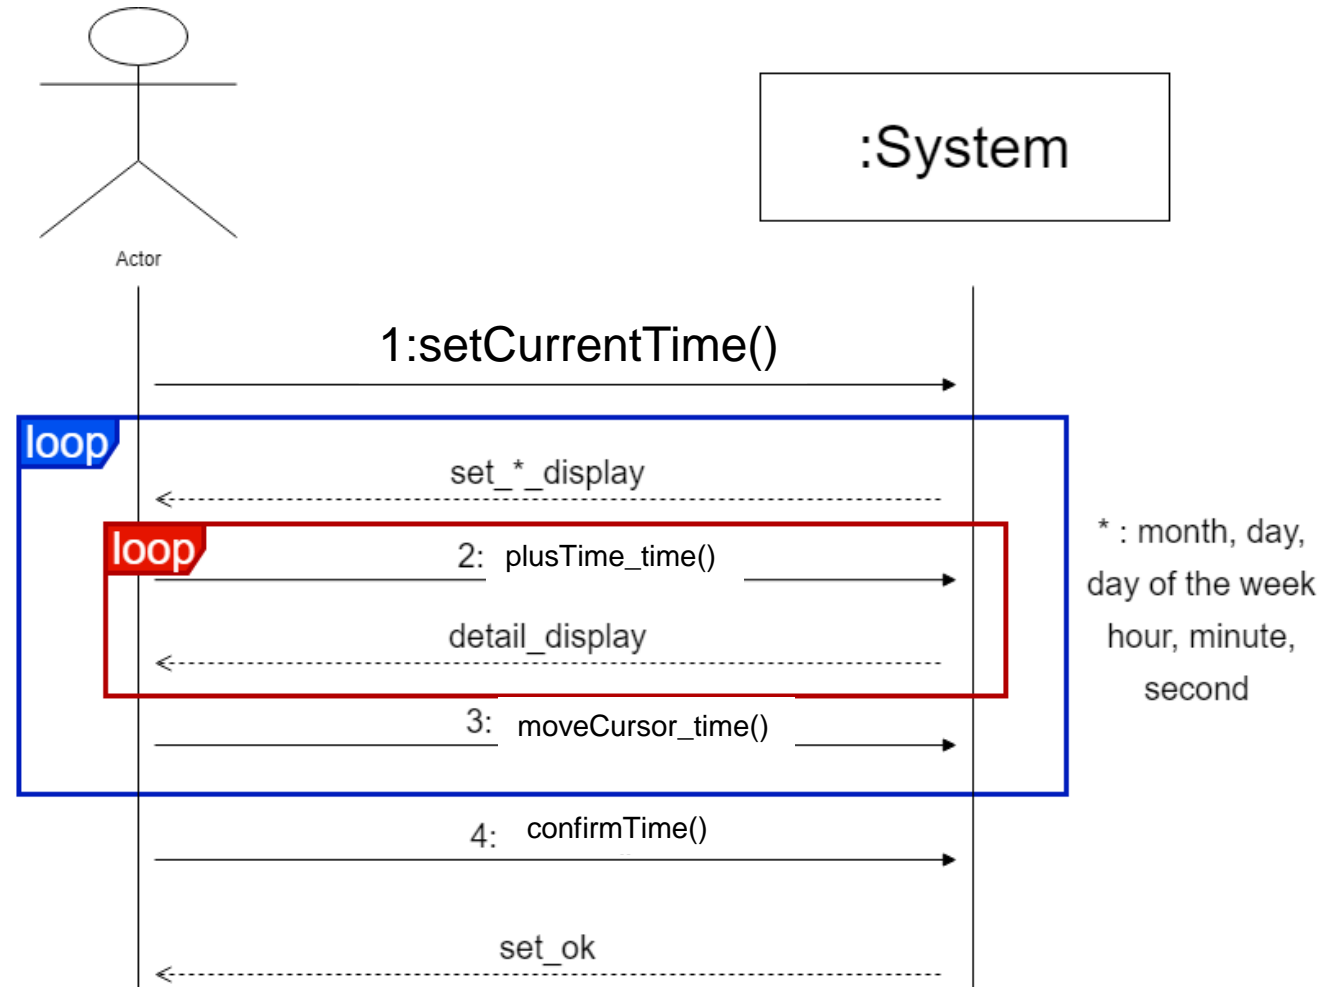 :System
Actor
1:setCurrentTime()
loop
set_*_display
loop
2: plusTime_time()
detail_display
3: moveCursor_time()
4: confirmTime()
set_ok
* : month, day,
day of the week
hour, minute,
second